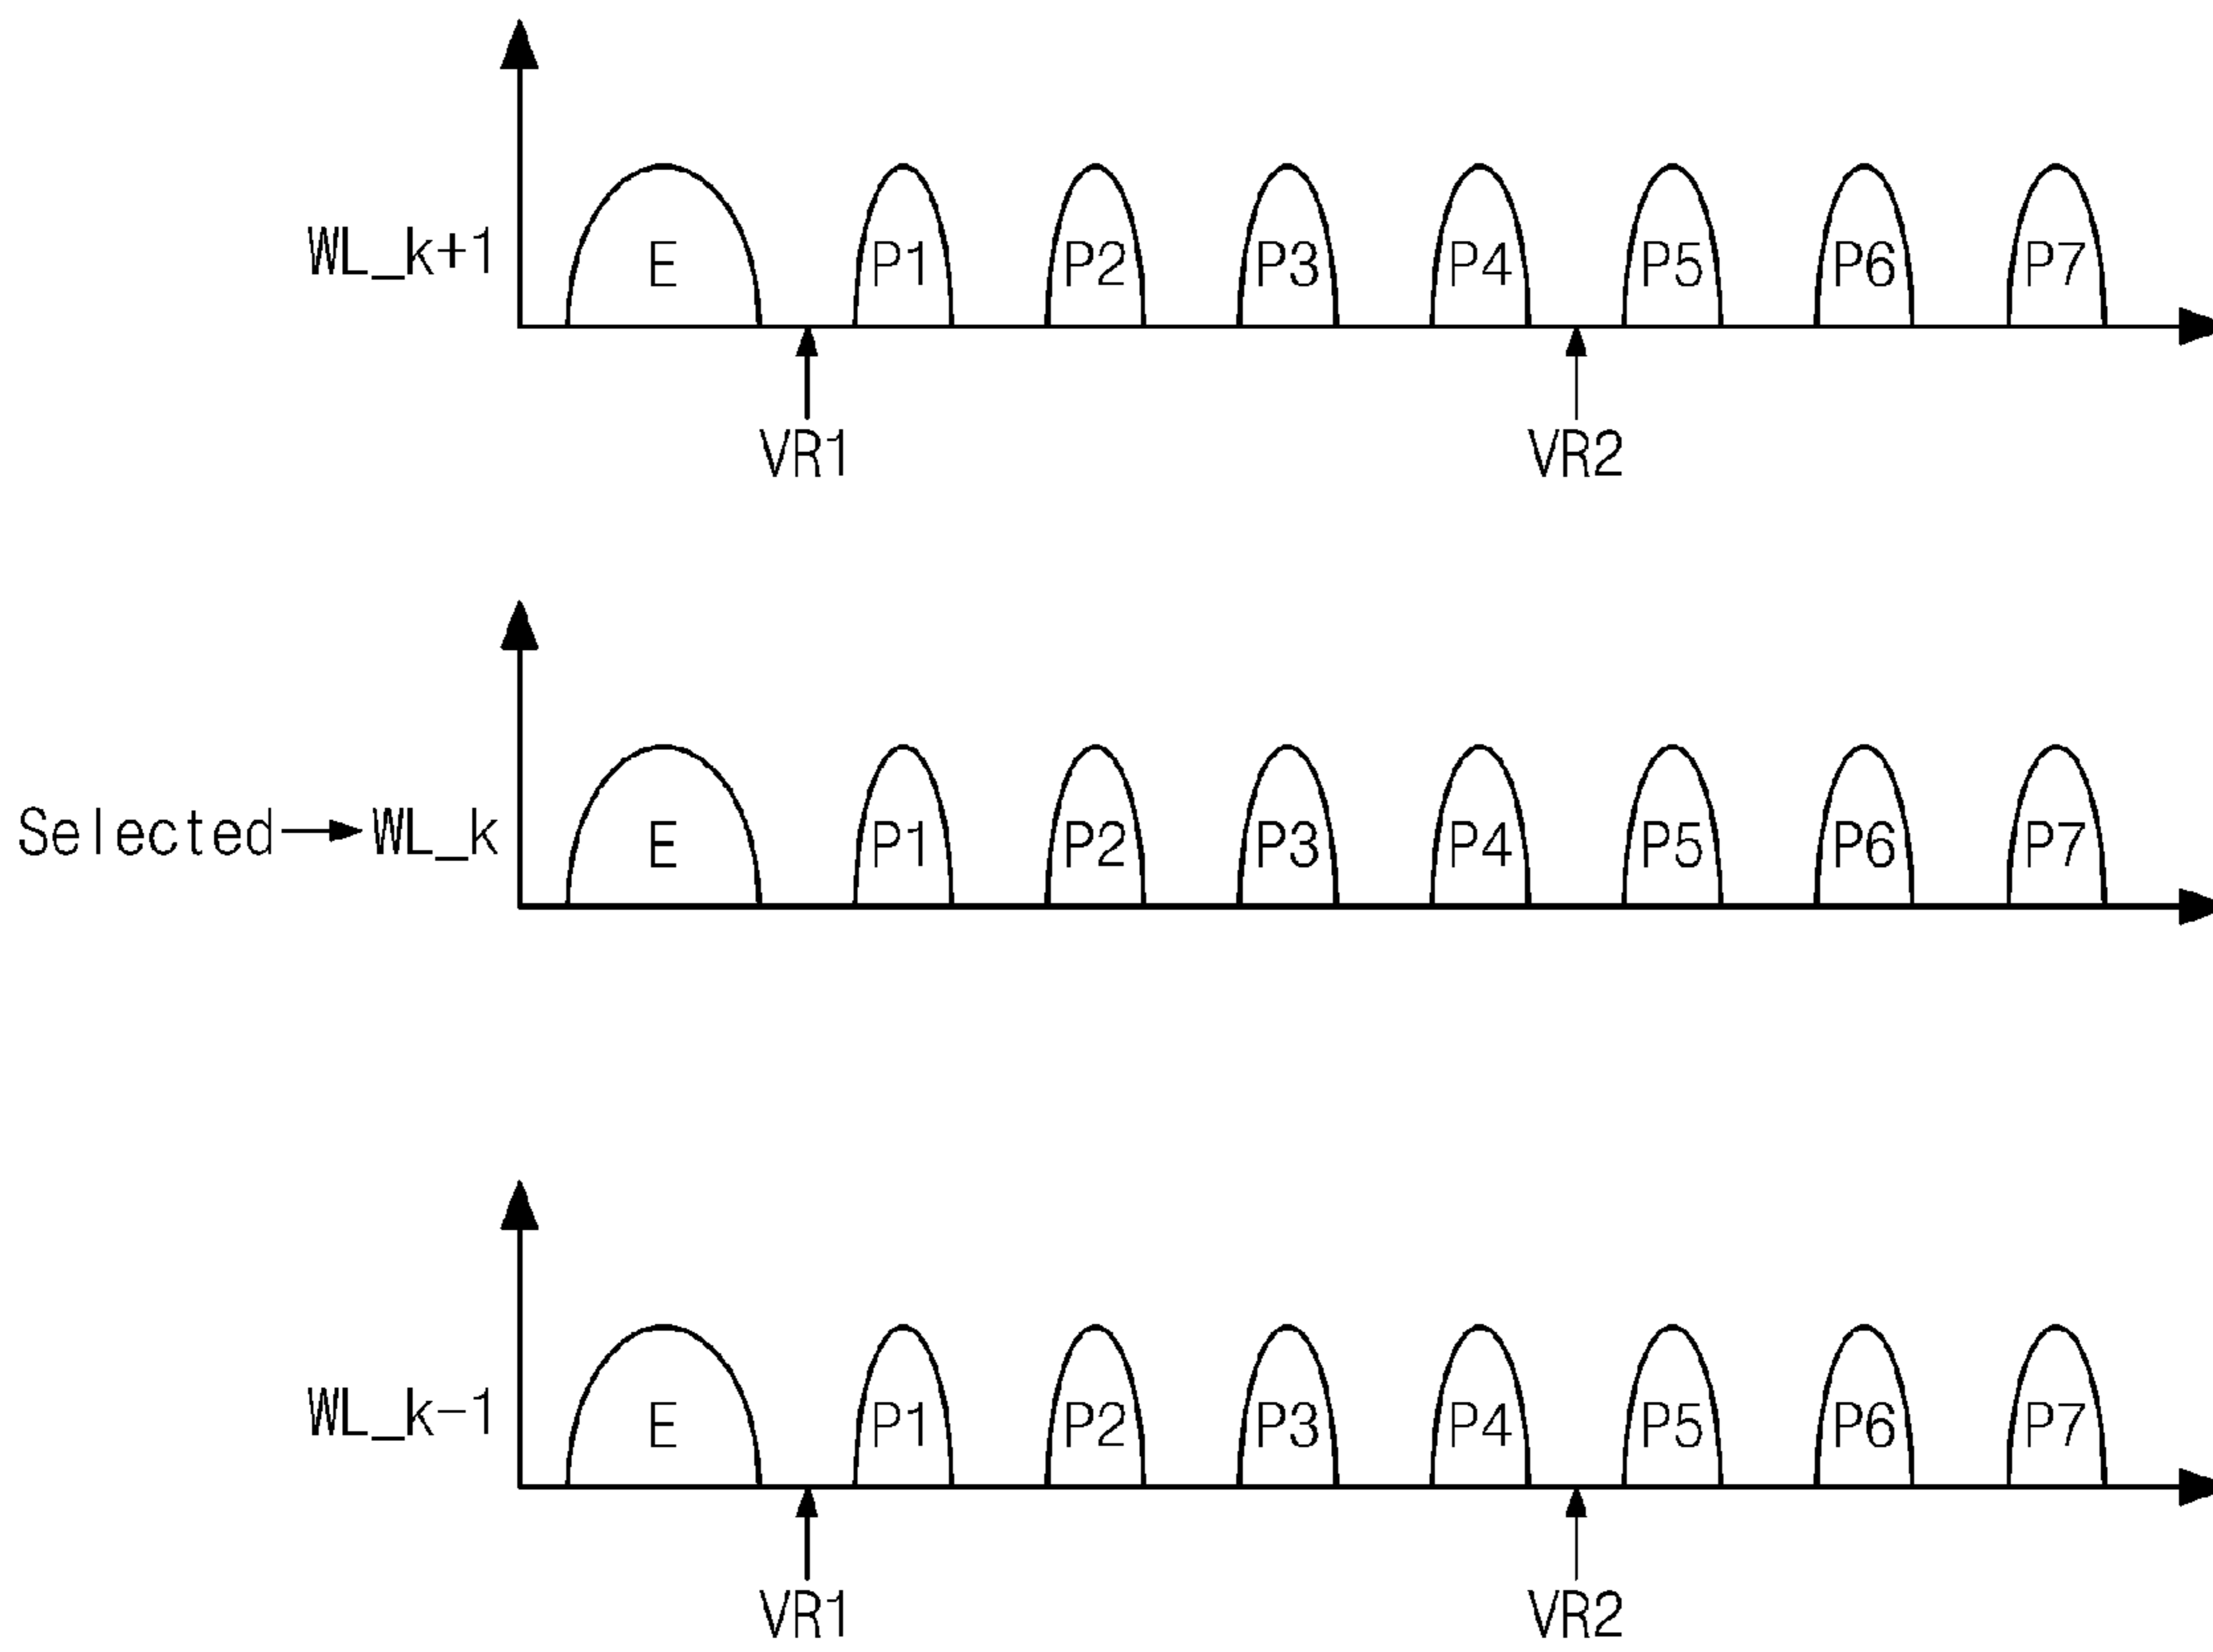 WL_k+1 E P1 P2 P3 P4 P5 P6 P7
VR1 VR2
Selected WL_k E P1 P2 P3 P4 P5 P6 P7
WL_k-1 E P1 P2 P3 P4 P5 P6 P7
VR1 VR2